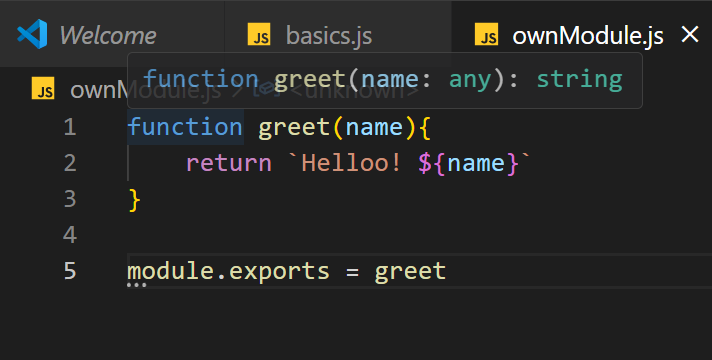 Welcome
JS basics.js
JS ownModule.js
function greet(name: any): string
JS ownModule.js > <unknown>
1 function greet(name){
2 return `Helloo! ${name}`
3 }
4
5 module.exports = greet